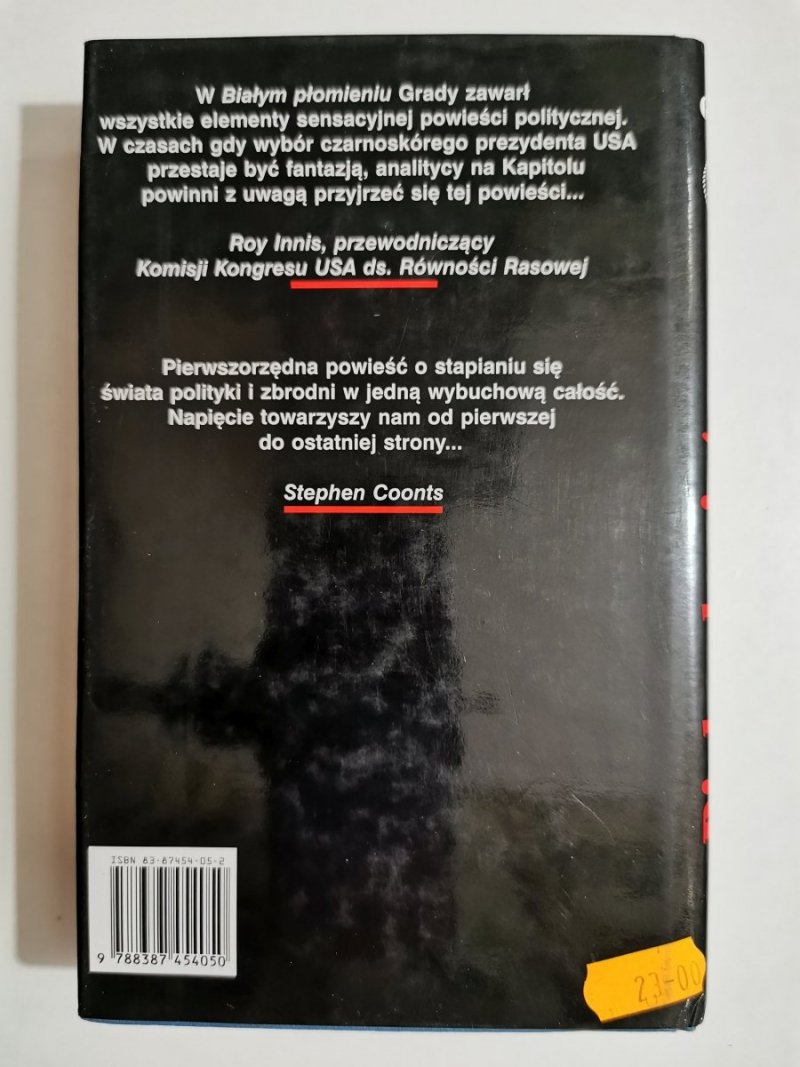 W Białym płomieniu Grady zawarł
wszystkie elementy sensacyjnej powieści politycznej.
W czasach gdy wybór czarnoskórego prezydenta USA
przestaje być fantazją, analitycy na Kapitolu
powinni z uwagą przyjrzeć się tej powieści...
Roy Innis, przewodniczący
Komisji Kongresu USA ds. Równości Rasowej
Pierwszorzędna powieść o stapianiu się
świata polityki i zbrodni w jedną wybuchową całość.
Napięcie towarzyszy nam od pierwszej
do ostatniej strony...
Stephen Coonts
ISBN 83-87454-05-2
9 788387 454050
23-00